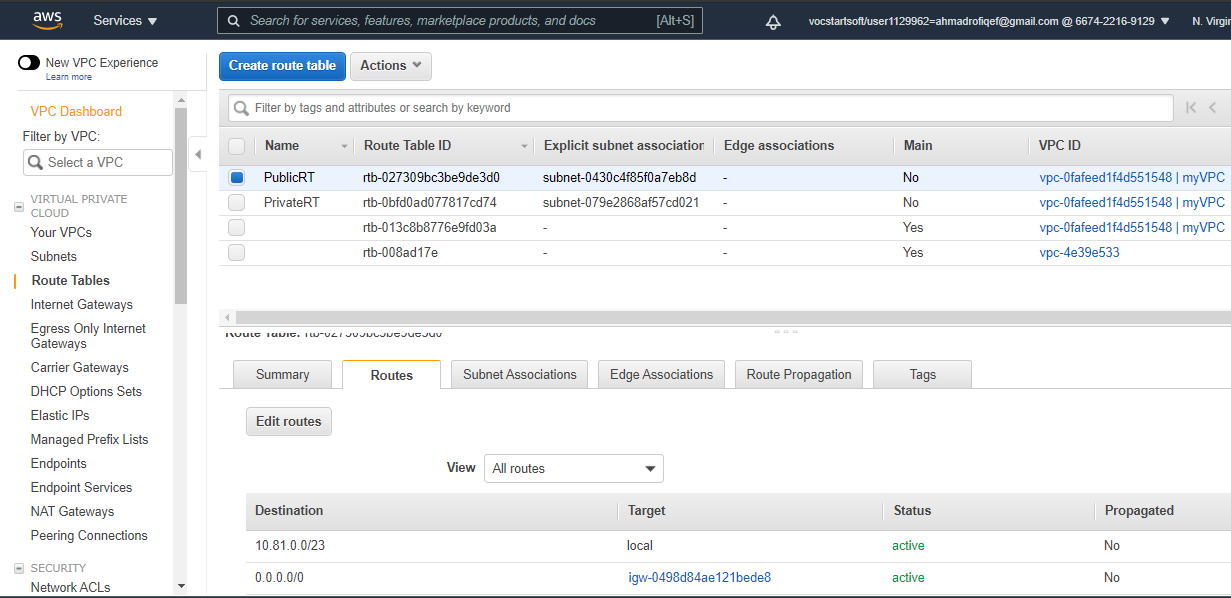 aws Services Search for services, features, marketplace products, and docs [Alt+S] vocstartsoft/user1129962=ahmadrofiqef@gmail.com @ 6674-2216-9129 N. Virgin
New VPC Experience
Learn more
VPC Dashboard
Filter by VPC:
Select a VPC
VIRTUAL PRIVATE
CLOUD
Your VPCs
Subnets
Route Tables
Internet Gateways
Egress Only Internet
Gateways
Carrier Gateways
DHCP Options Sets
Elastic IPs
Managed Prefix Lists
Endpoints
Endpoint Services
NAT Gateways
Peering Connections
SECURITY
Network ACLs
Create route table Actions
Filter by tags and attributes or search by keyword
Name Route Table ID Explicit subnet association Edge associations Main VPC ID
PublicRT rtb-027309bc3be9de3d0 subnet-0430c4f85f0a7eb8d - No vpc-0fafeed1f4d551548 | myVPC
PrivateRT rtb-0bfd0ad077817cd74 subnet-079e2868af57cd021 - No vpc-0fafeed1f4d551548 | myVPC
rtb-013c8b8776e9fd03a - - Yes vpc-0fafeed1f4d551548 | myVPC
rtb-008ad17e - - Yes vpc-4e39e533
Route Table: rtb-027309bc3be9de3d0
Summary Routes Subnet Associations Edge Associations Route Propagation Tags
Edit routes
View All routes
Destination Target Status Propagated
10.81.0.0/23 local active No
0.0.0.0/0 igw-0498d84ae121bede8 active No